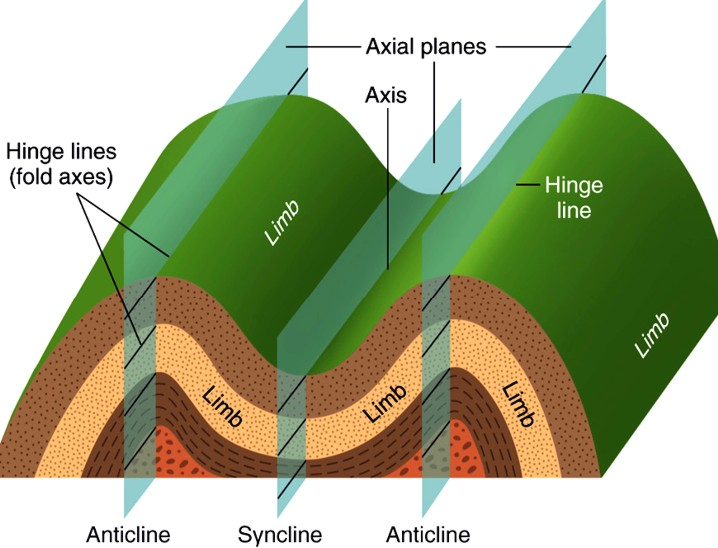 Axial planes
Axis
Hinge lines
(fold axes)
Hinge
line
Limb
Limb
Limb
Limb
Limb
Anticline
Syncline
Anticline